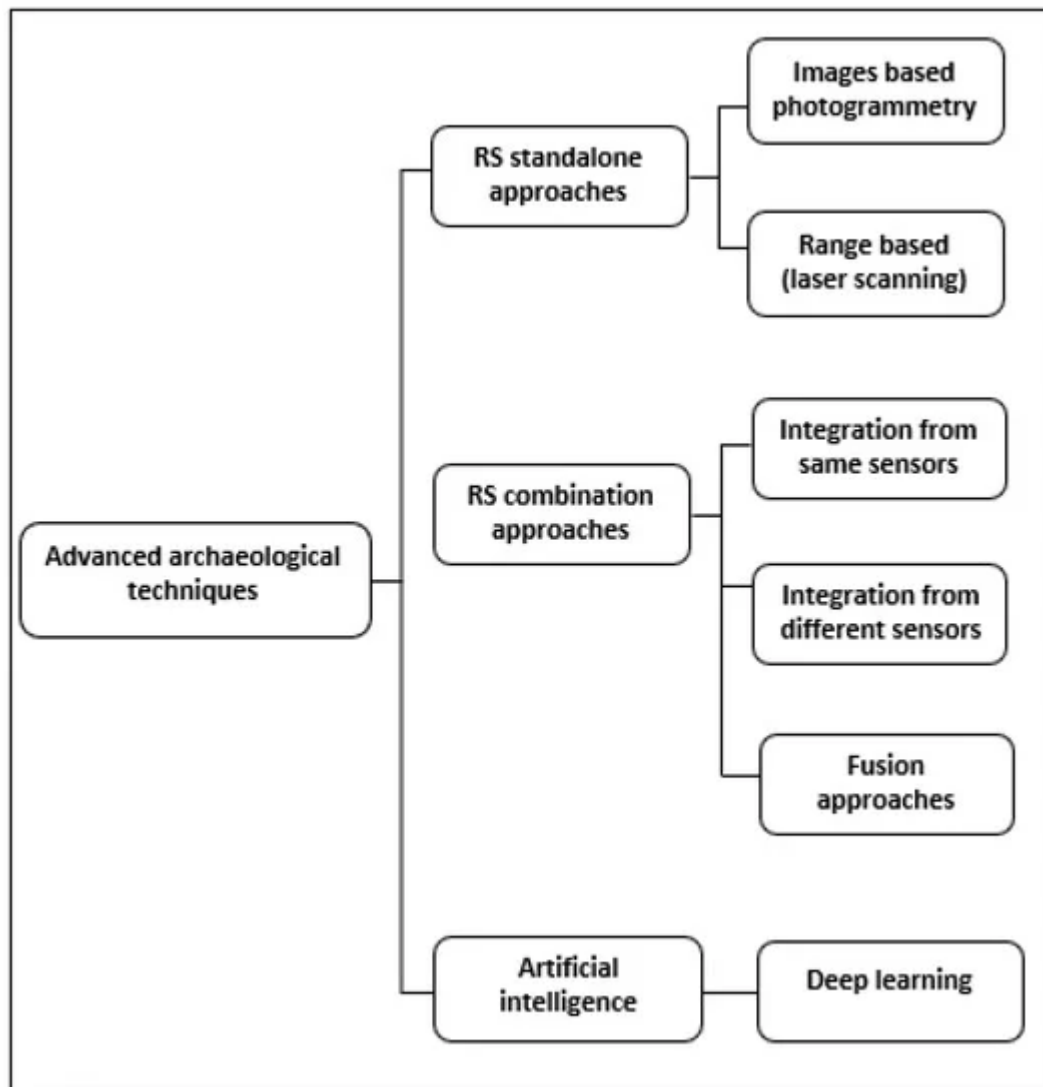 Images based
photogrammetry
RS standalone
approaches
Range based
(laser scanning)
Integration from
same sensors
RS combination
approaches
Advanced archaeological
techniques
Integration from
different sensors
Fusion
approaches
Artificial
intelligence
Deep learning